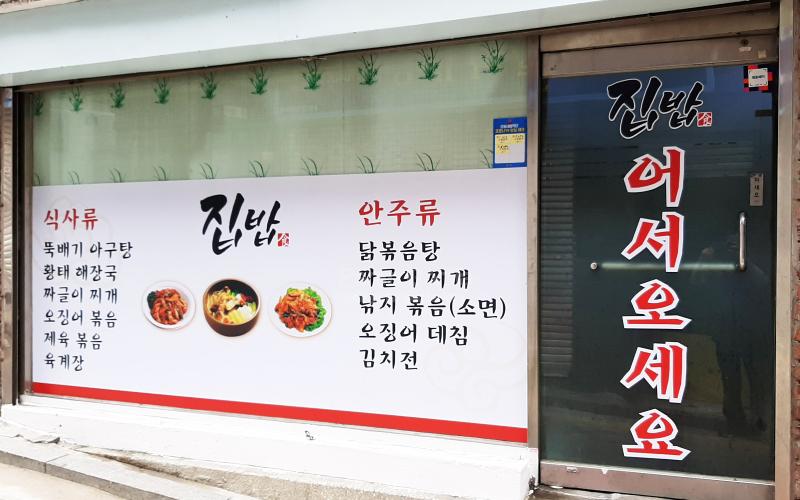 식사류
뚝배기 아구탕
황태 해장국
짜글이 찌개
오징어 볶음
제육 볶음
육계장
집밥
안주류
닭볶음탕
짜글이 찌개
낚지 볶음(소면)
오징어 데침
김치전
집밥
어서오세요